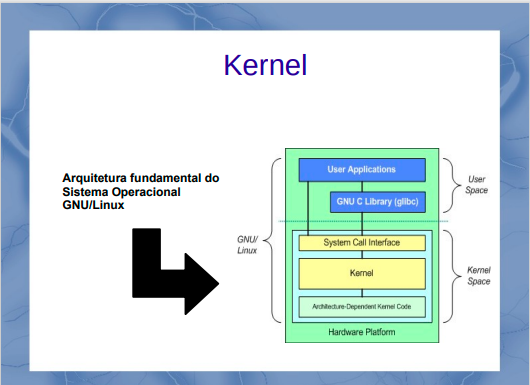 Kernel
Arquitetura fundamental do
Sistema Operacional
GNU/Linux
User Applications
GNU C Library (glibc)
User
Space
GNU/
Linux
System Call Interface
Kernel
Architecture-Dependent Kernel Code
Kernel
Space
Hardware Platform